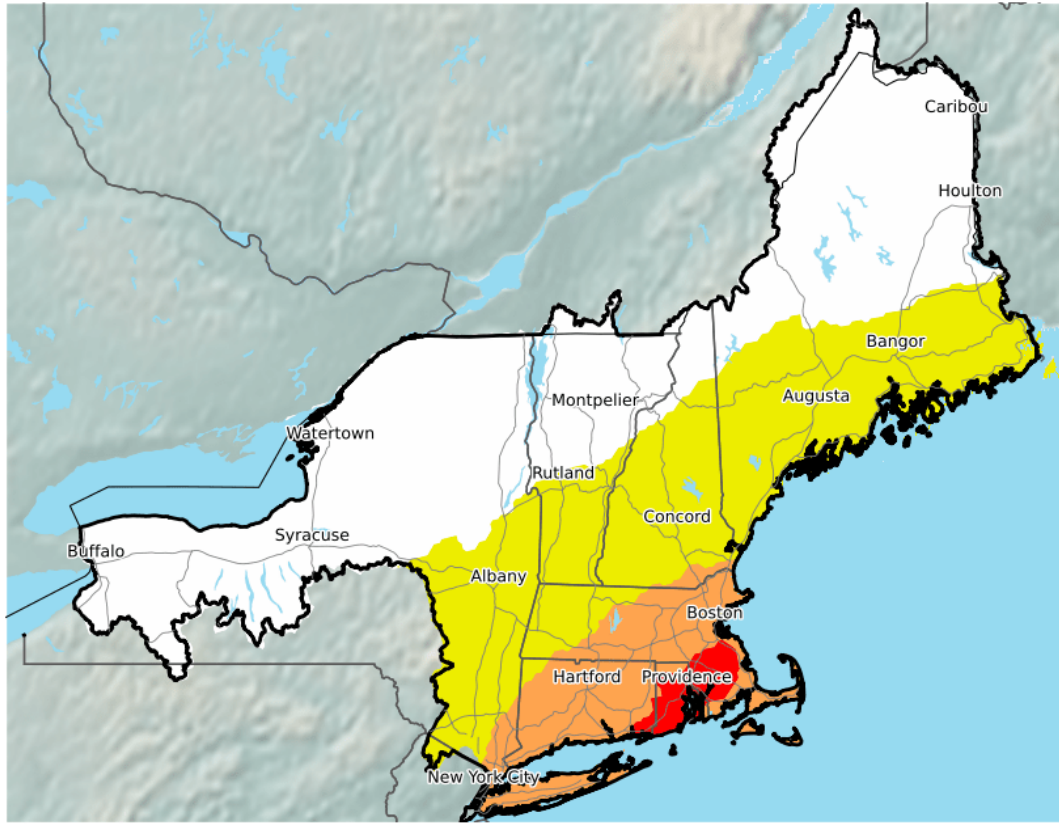 Caribou
Houlton
Bangor
Augusta
Montpelier
Watertown
Rutland
Concord
Syracuse
Buffalo
Albany
Boston
Hartford
Providence
New York City